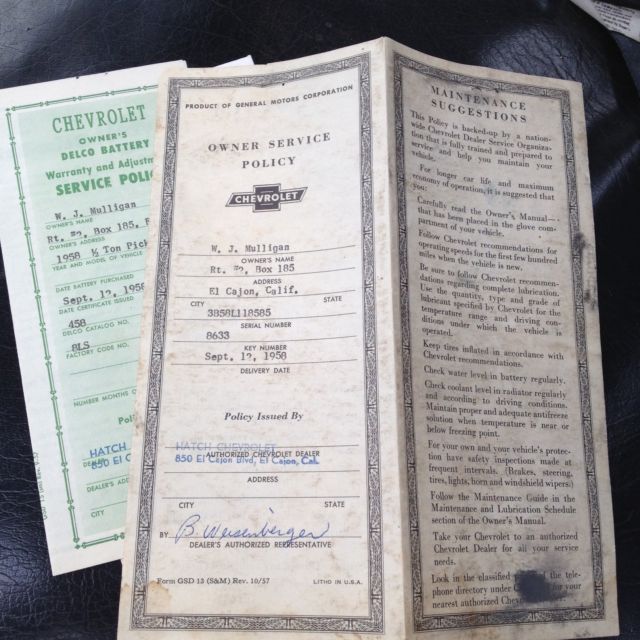 CHEVROLET
OWNER'S
DELCO BATTERY
Warranty and Adjustm
SERVICE POLIC
W. J. Mulligan
OWNER'S NAME
Rt. #2, Box 185,
OWNER'S ADDRESS
1958 ½ Ton Pick
YEAR AND MODEL OF VEHICLE
DATE BATTERY PURCHASED
Sept. 12, 1958
DATE CERTIFICATE ISSUED
458
DELCO CATALOG NO.
8LS
FACTORY CODE NO.
NUMBER MONTHS O
Poli
HATCH
850 El C
DEALER'S
CITY
PRODUCT OF GENERAL MOTORS CORPORATION
OWNER SERVICE
POLICY
CHEVROLET
W. J. Mulligan
OWNER'S NAME
Rt. #2, Box 185
ADDRESS
El Cajon, Calif.
CITY STATE
3B58L118585
SERIAL NUMBER
8633
KEY NUMBER
Sept. 12, 1958
DELIVERY DATE
Policy Issued By
HATCH CHEVROLET
AUTHORIZED CHEVROLET DEALER
850 El Cajon Blvd, El Cajon, Cal.
ADDRESS
CITY STATE
BY B. Weisenberger
DEALER'S AUTHORIZED REPRESENTATIVE
Form GSD 13 (S&M) Rev. 10/57 LITHO IN U.S.A.
MAINTENANCE
SUGGESTIONS
This Policy is backed-up by a nation-
wide Chevrolet Dealer Service Organiza-
tion that is fully trained and prepared to
service and help you maintain your
vehicle.
For longer car life and maximum
economy of operation, it is suggested that
you:
Carefully read the Owner's Manual—
that has been placed in the glove com-
partment of your vehicle.
Follow Chevrolet recommendations for
operating speeds for the first few hundred
miles when the vehicle is new.
Be sure to follow Chevrolet recommen-
dations regarding complete lubrication.
Use the quantity, type and grade of
lubricant specified by Chevrolet for the
temperature range and driving con-
ditions under which the vehicle is
operated.
Keep tires inflated in accordance with
Chevrolet recommendations.
Check water level in battery regularly.
Check coolant level in radiator regularly
and according to driving conditions.
Maintain proper and adequate antifreeze
solution when temperature is near or
below freezing point.
For your own and your vehicle's protec-
tion have safety inspections made at
frequent intervals. (Brakes, steering,
tires, lights, horn and windshield wipers.)
Follow the Maintenance Guide in the
Maintenance and Lubrication Schedule
section of the Owner's Manual.
Take your Chevrolet to an authorized
Chevrolet Dealer for all your service
needs.
Look in the classified of the tele-
phone directory under for your
nearest authorized Chev